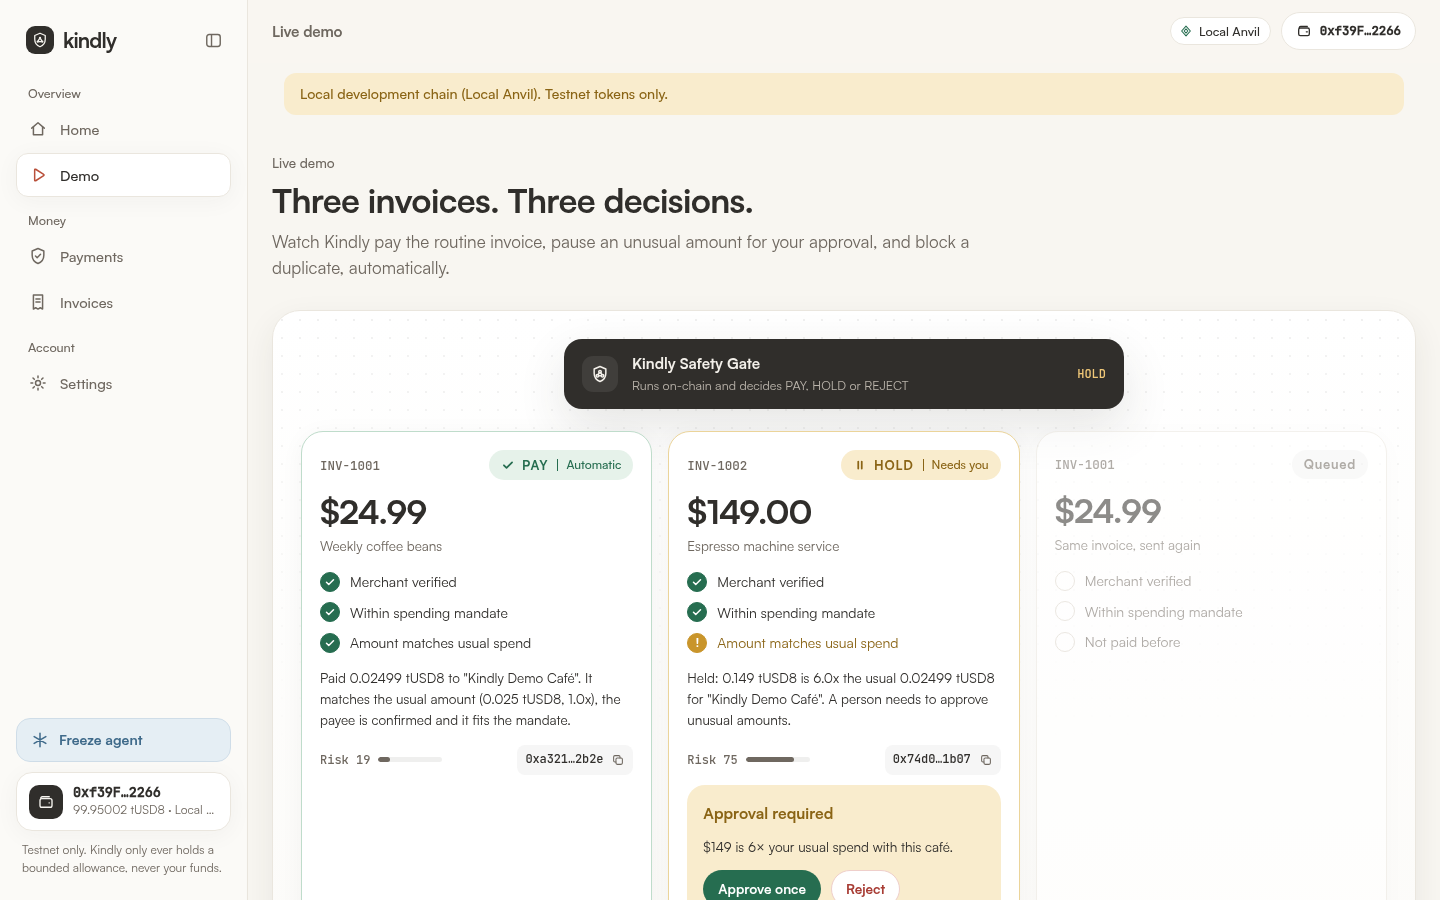 kindly
Overview
Home
Demo
Money
Payments
Invoices
Account
Settings
Freeze agent
0xf39F…2266
99.95002 tUSD8 · Local ...
Testnet only. Kindly only ever holds a
bounded allowance, never your funds.
Live demo
Local Anvil
0xf39F…2266
Local development chain (Local Anvil). Testnet tokens only.
Live demo
Three invoices. Three decisions.
Watch Kindly pay the routine invoice, pause an unusual amount for your approval, and block a
duplicate, automatically.
Kindly Safety Gate
Runs on-chain and decides PAY, HOLD or REJECT
HOLD
INV-1001
PAY | Automatic
$24.99
Weekly coffee beans
Merchant verified
Within spending mandate
Amount matches usual spend
Paid 0.02499 tUSD8 to "Kindly Demo Café". It
matches the usual amount (0.025 tUSD8, 1.0x), the
payee is confirmed and it fits the mandate.
Risk 19
0xa321…2b2e
INV-1002
HOLD | Needs you
$149.00
Espresso machine service
Merchant verified
Within spending mandate
Amount matches usual spend
Held: 0.149 tUSD8 is 6.0x the usual 0.02499 tUSD8
for "Kindly Demo Café". A person needs to approve
unusual amounts.
Risk 75
0x74d0…1b07
Approval required
$149 is 6× your usual spend with this café.
Approve once
Reject
INV-1001
Queued
$24.99
Same invoice, sent again
Merchant verified
Within spending mandate
Not paid before